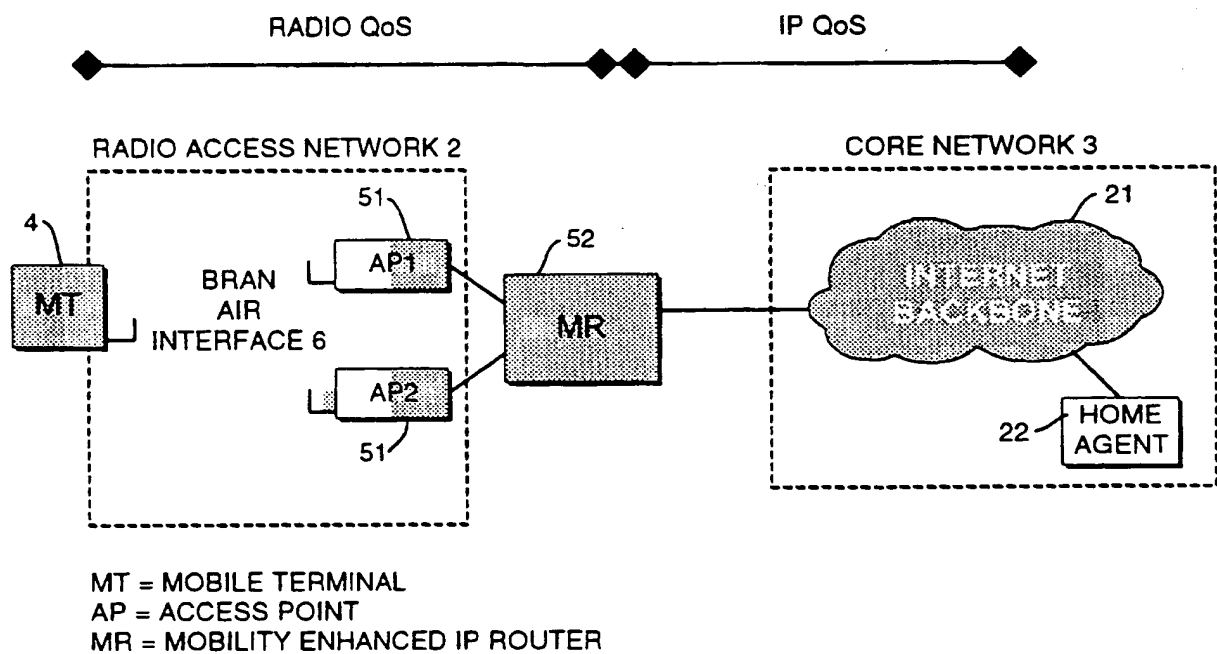 RADIO QoS
IP QoS
RADIO ACCESS NETWORK 2
CORE NETWORK 3
4
51
52
21
MT
BRAN
AIR
INTERFACE 6
AP1
MR
INTERNET
BACKBONE
AP2
51
22
HOME
AGENT
MT = MOBILE TERMINAL
AP = ACCESS POINT
MR = MOBILITY ENHANCED IP ROUTER